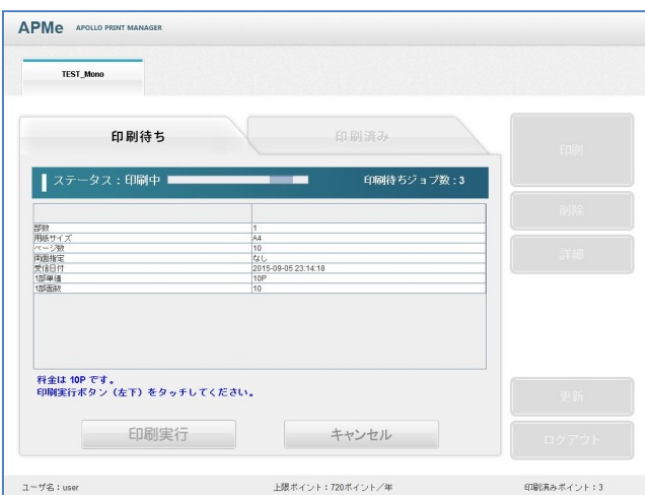 APMe APOLLO PRINT MANAGER
TEST_Mono
印刷待ち
印刷済み
印刷
ステータス：印刷中
印刷待ちジョブ数：3
削除
部数 1
用紙サイズ A4
ページ数 10
両面指定 なし
受信日付 2015-09-05 23:14:18
1部単価 10P
1部面数 10
詳細
料金は 10P です。
印刷実行ボタン（左下）をタッチしてください。
更新
印刷実行
キャンセル
ログアウト
ユーザ名：user
上限ポイント：720ポイント／年
印刷済みポイント：3